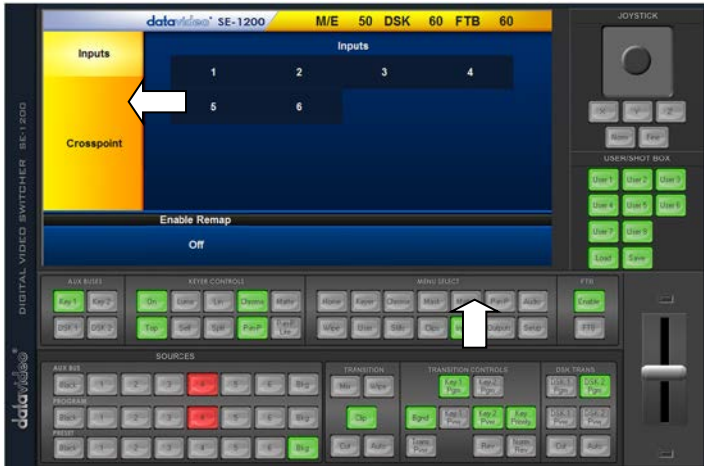 datavideo® SE-1200 M/E 50 DSK 60 FTB 60
Inputs
Inputs
1 2 3 4
5 6
Crosspoint
Enable Remap
Off
JOYSTICK
X Y Z
Norm Fine
USER/SHOT BOX
User 1 User 2 User 3
User 4 User 5 User 6
User 7 User 8
Load Save
DIGITAL VIDEO SWITCHER SE-1200
datavideo®
AUX BUSES
Key 1 Key 2
DSK 1 DSK 2
KEYER CONTROLS
On Luma Lin Chroma Matte
Top Self Split P-in-P
MENU SELECT
Home Keyer Chroma Mask P-in-P Audio
Wipe User Stills Clips Outputs Setup
FTB
Enable
FTB
SOURCES
AUX BUS
Black 1 2 3 4 5 6 Bkg
PROGRAM
Black 1 2 3 4 5 6 Bkg
PRESET
Black 1 2 3 4 5 6 Bkg
TRANSITION
Mix Wipe
Clip
Cut Auto
TRANSITION CONTROLS
Key 1 Pgm Key 2 Pgm
Bgnd Key 1 Pvw Key 2 Pvw Key Priority
Trans Pvw Rev Norm Rev
DSK TRANS
DSK 1 Pgm DSK 2 Pgm
DSK 1 Pvw DSK 2 Pvw
Cut Auto